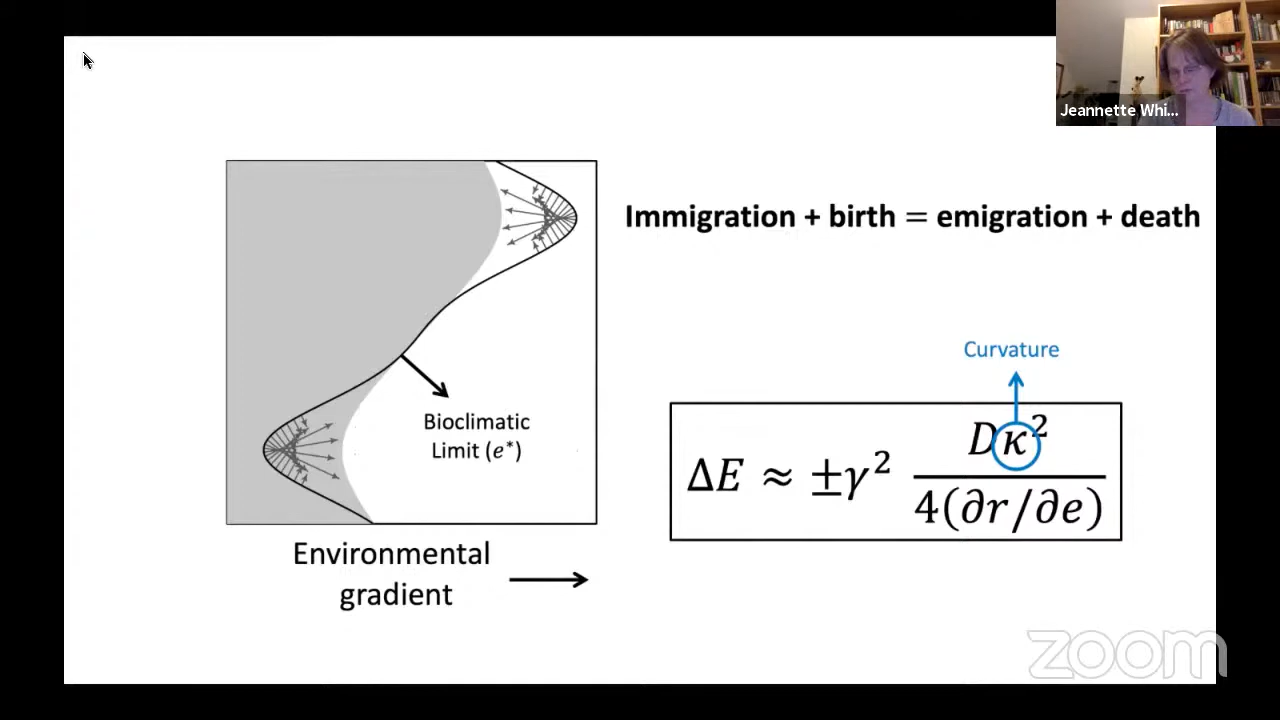 Jeannette Whi...
Immigration + birth = emigration + death
Curvature
ΔE ≈ ±γ² Dκ² / 4(∂r/∂e)
Bioclimatic
Limit (e*)
Environmental
gradient
zoom